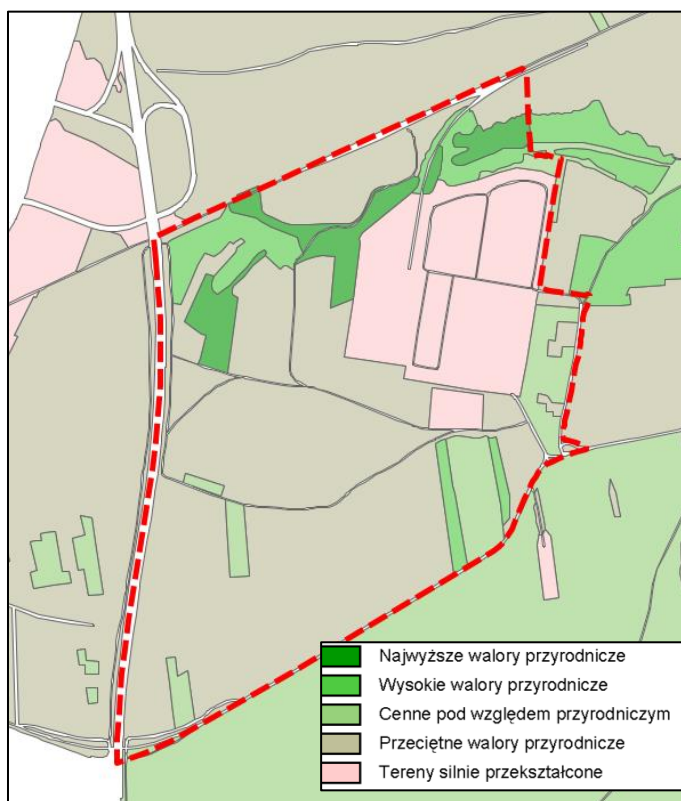 Najwyższe walory przyrodnicze
Wysokie walory przyrodnicze
Cenne pod względem przyrodniczym
Przeciętne walory przyrodnicze
Tereny silnie przekształcone